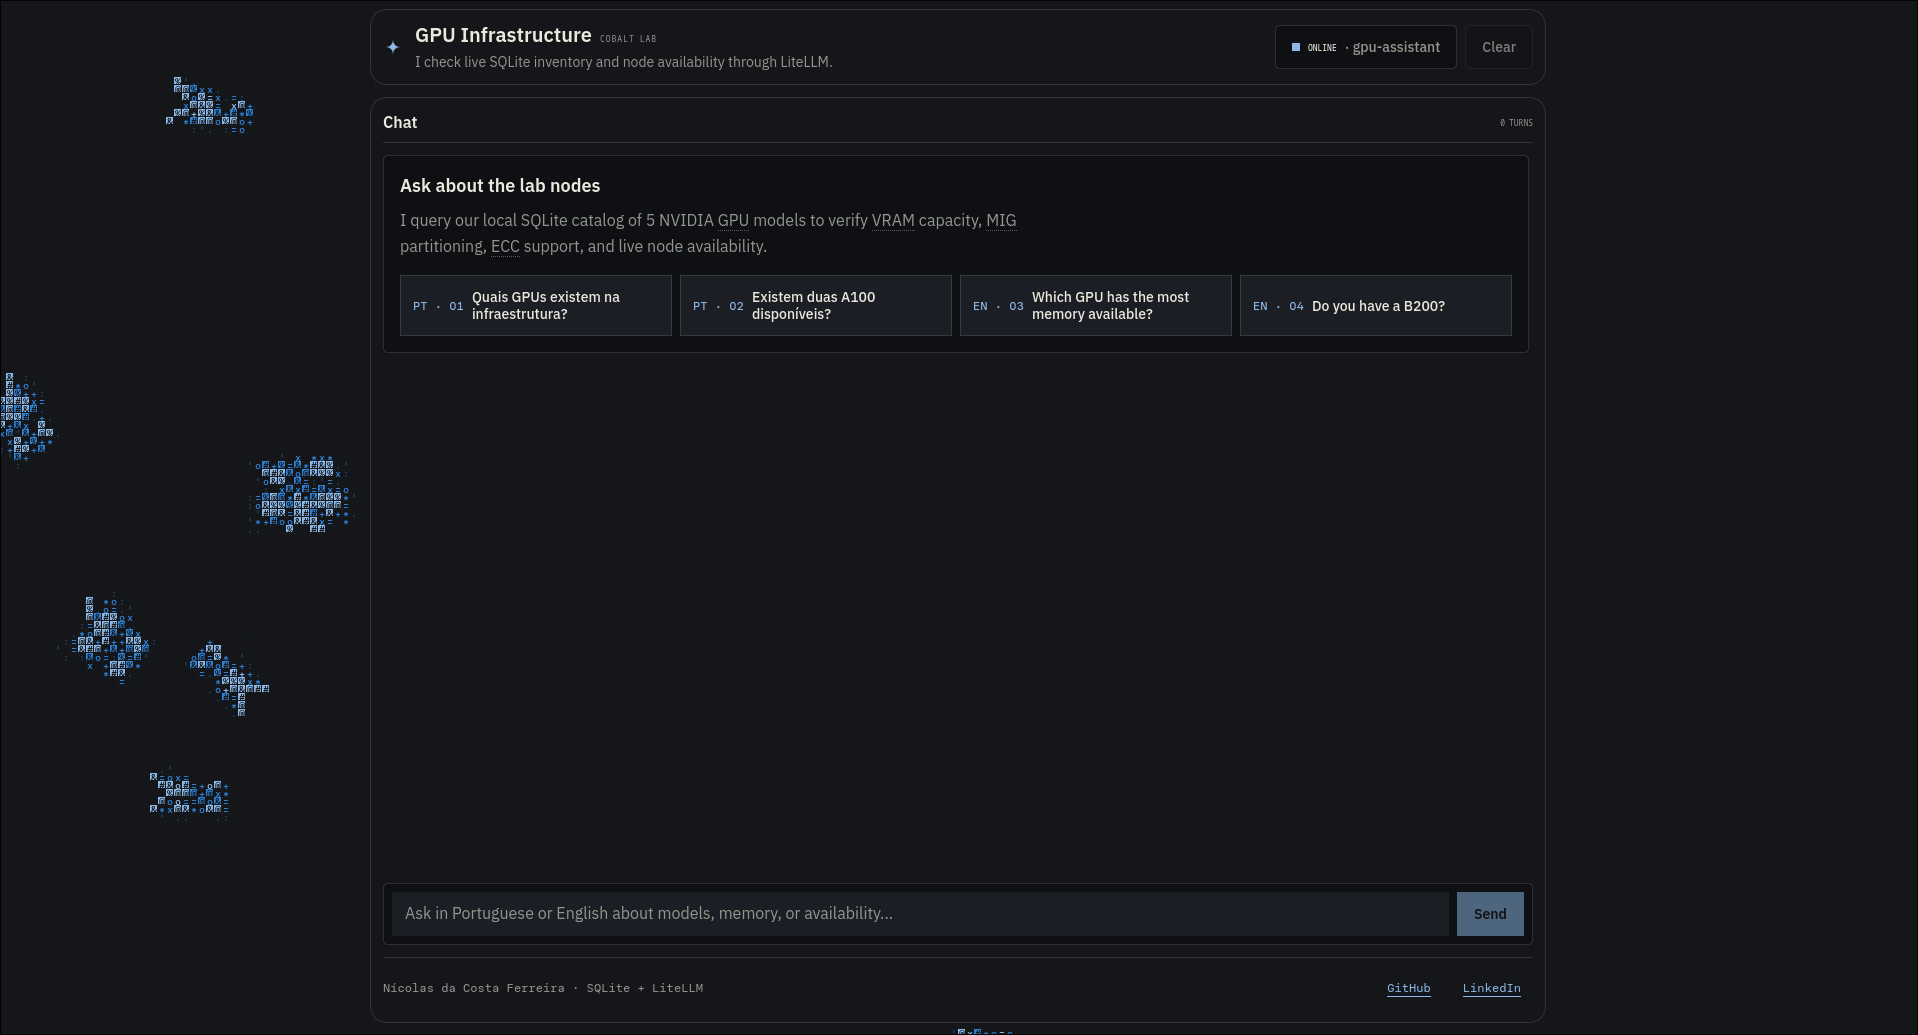 GPU Infrastructure COBALT LAB
I check live SQLite inventory and node availability through LiteLLM.
ONLINE · gpu-assistant
Clear
Chat
0 TURNS
Ask about the lab nodes
I query our local SQLite catalog of 5 NVIDIA GPU models to verify VRAM capacity, MIG
partitioning, ECC support, and live node availability.
PT · 01 Quais GPUs existem na
infraestrutura?
PT · 02 Existem duas A100
disponíveis?
EN · 03 Which GPU has the most
memory available?
EN · 04 Do you have a B200?
Ask in Portuguese or English about models, memory, or availability...
Send
Nícolas da Costa Ferreira · SQLite + LiteLLM
GitHub
LinkedIn